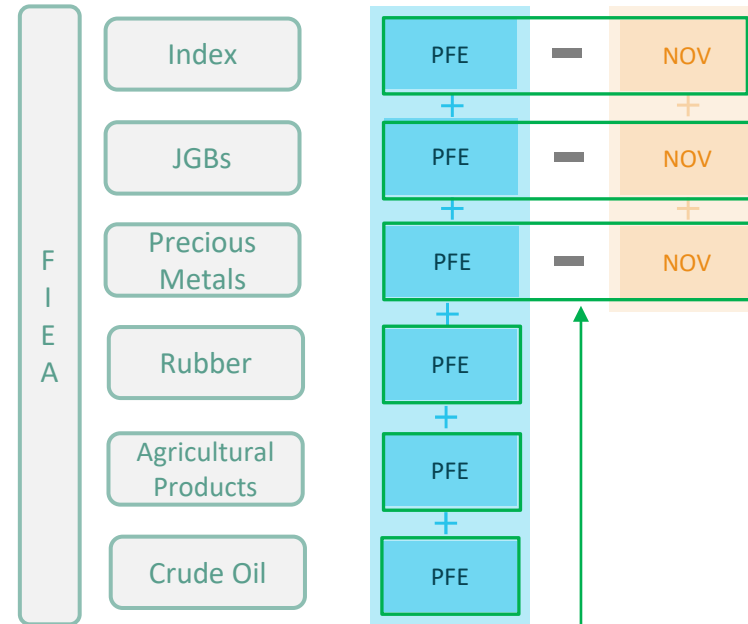 Index
PFE
NOV
JGBs
PFE
NOV
Precious
Metals
PFE
NOV
F
I
E
A
Rubber
PFE
Agricultural
Products
PFE
Crude Oil
PFE